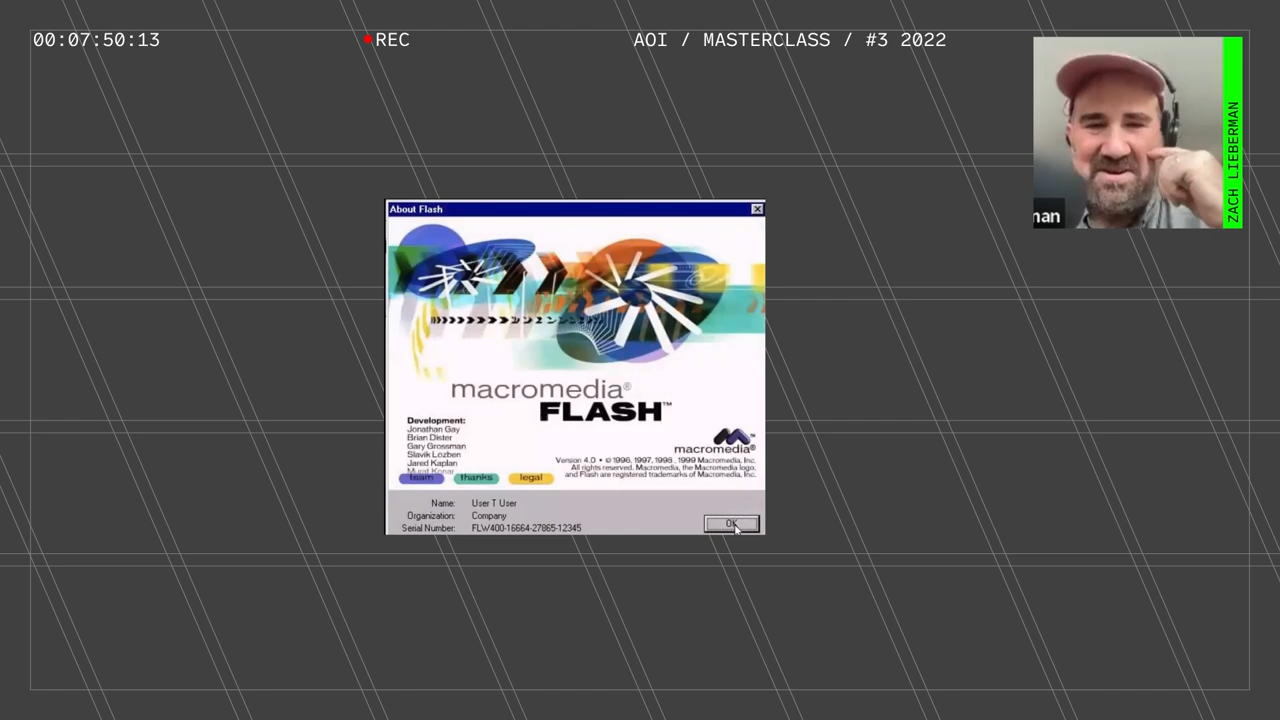 00:07:50:13
REC
AOI / MASTERCLASS / #3 2022
ZACH LIEBERMAN
About Flash
macromedia®
FLASH™
Development:
Jonathan Gay
Brian Dister
Gary Grossman
Slavik Lozben
Jared Kaplan
Murat Konar
team thanks legal
macromedia®
Version 4.0 • © 1996, 1997, 1998 , 1999 Macromedia, Inc.
All rights reserved. Macromedia, the Macromedia logo,
and Flash are registered trademarks of Macromedia, Inc.
Name: User T User
Organization: Company
Serial Number: FLW400-16664-27865-12345
OK